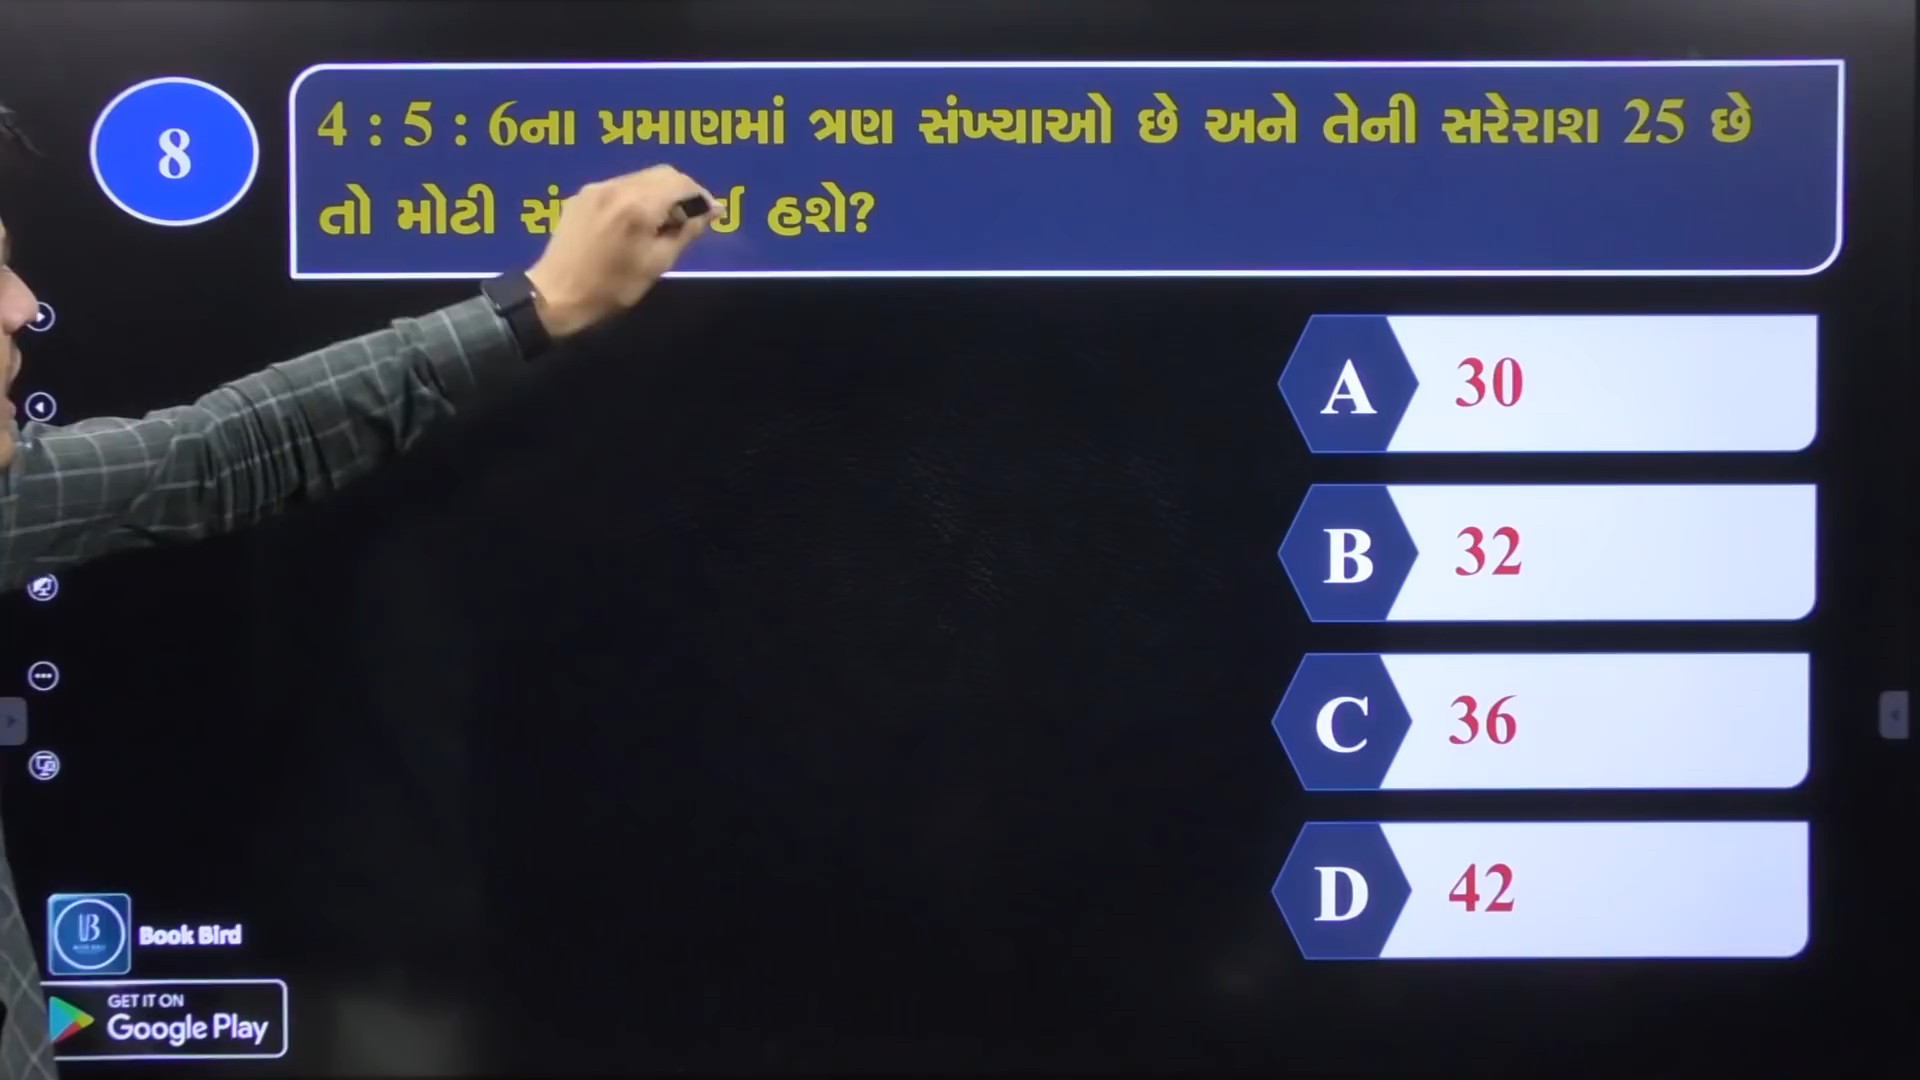 8
4 : 5 : 6ના પ્રમાણમાં ત્રણ સંખ્યાઓ છે અને તેની સરેરાશ 25 છે
તો મોટી હશે?
A 30
B 32
C 36
D 42
B
Book Bird
GET IT ON
Google Play